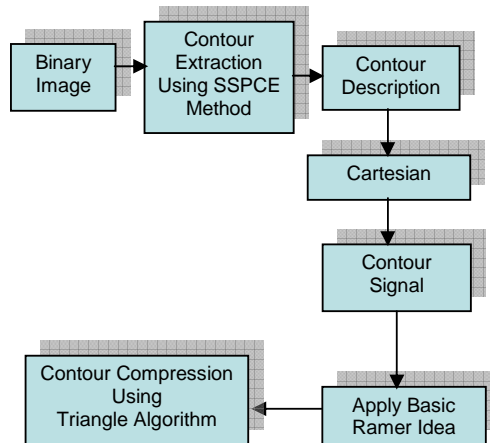 Binary
Image
Contour
Extraction
Using SSPCE
Method
Contour
Description
Cartesian
Contour
Signal
Apply Basic
Ramer Idea
Contour Compression
Using
Triangle Algorithm